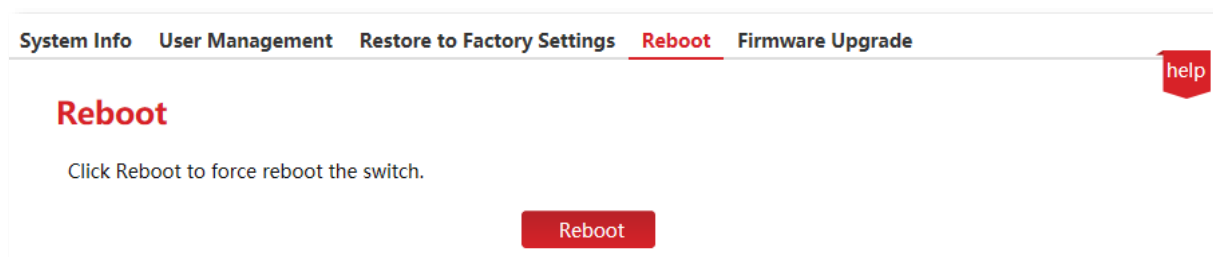 System Info User Management Restore to Factory Settings Reboot Firmware Upgrade
help
Reboot
Click Reboot to force reboot the switch.
Reboot